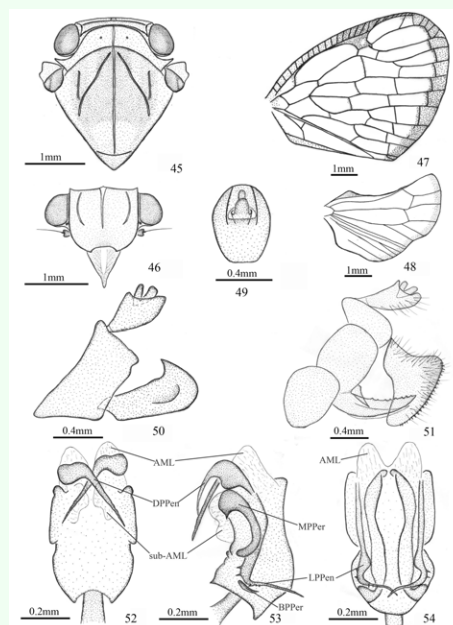 1mm
45
1mm
47
1mm
46
0.4mm
49
1mm
48
0.4mm
50
0.4mm
51
AML
DPPen
sub-AML
MPPer
LPPen
BPPer
AML
0.2mm
52
0.2mm
53
0.2mm
54